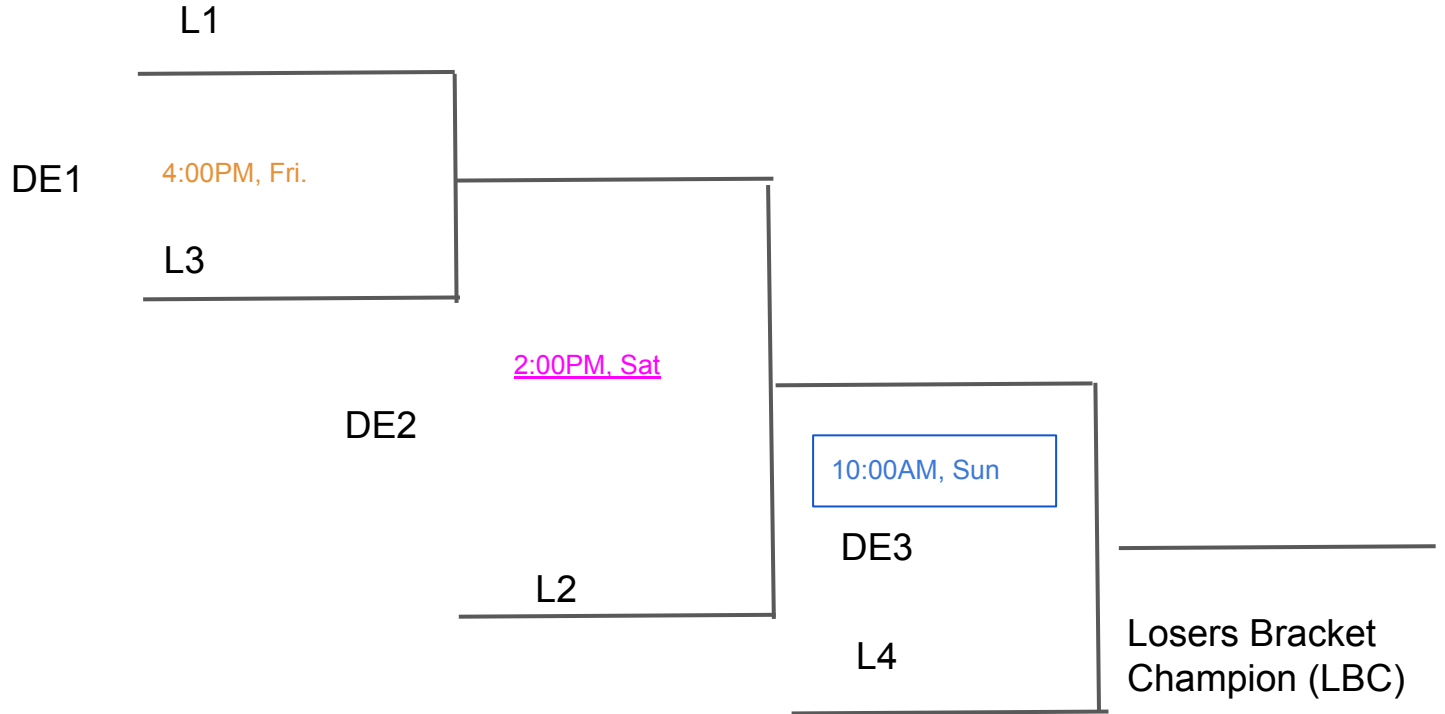 L1
DE1
4:00PM, Fri.
L3
2:00PM, Sat
DE2
10:00AM, Sun
DE3
L2
L4
Losers Bracket
Champion (LBC)